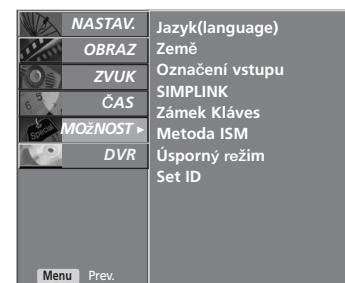 NASTAV.
OBRAZ
ZVUK
ČAS
MOžNOST ►
DVR
Menu Prev.
Jazyk(language)
Země
Označení vstupu
SIMPLINK
Zámek Kláves
Metoda ISM
Úsporný režim
Set ID